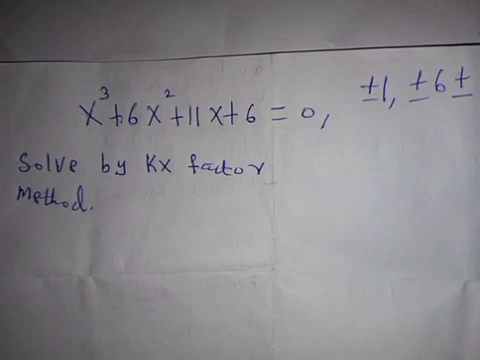 x³+6x²+11x+6 = 0, ±1, ±6 ±
Solve by Kx factor
Method.